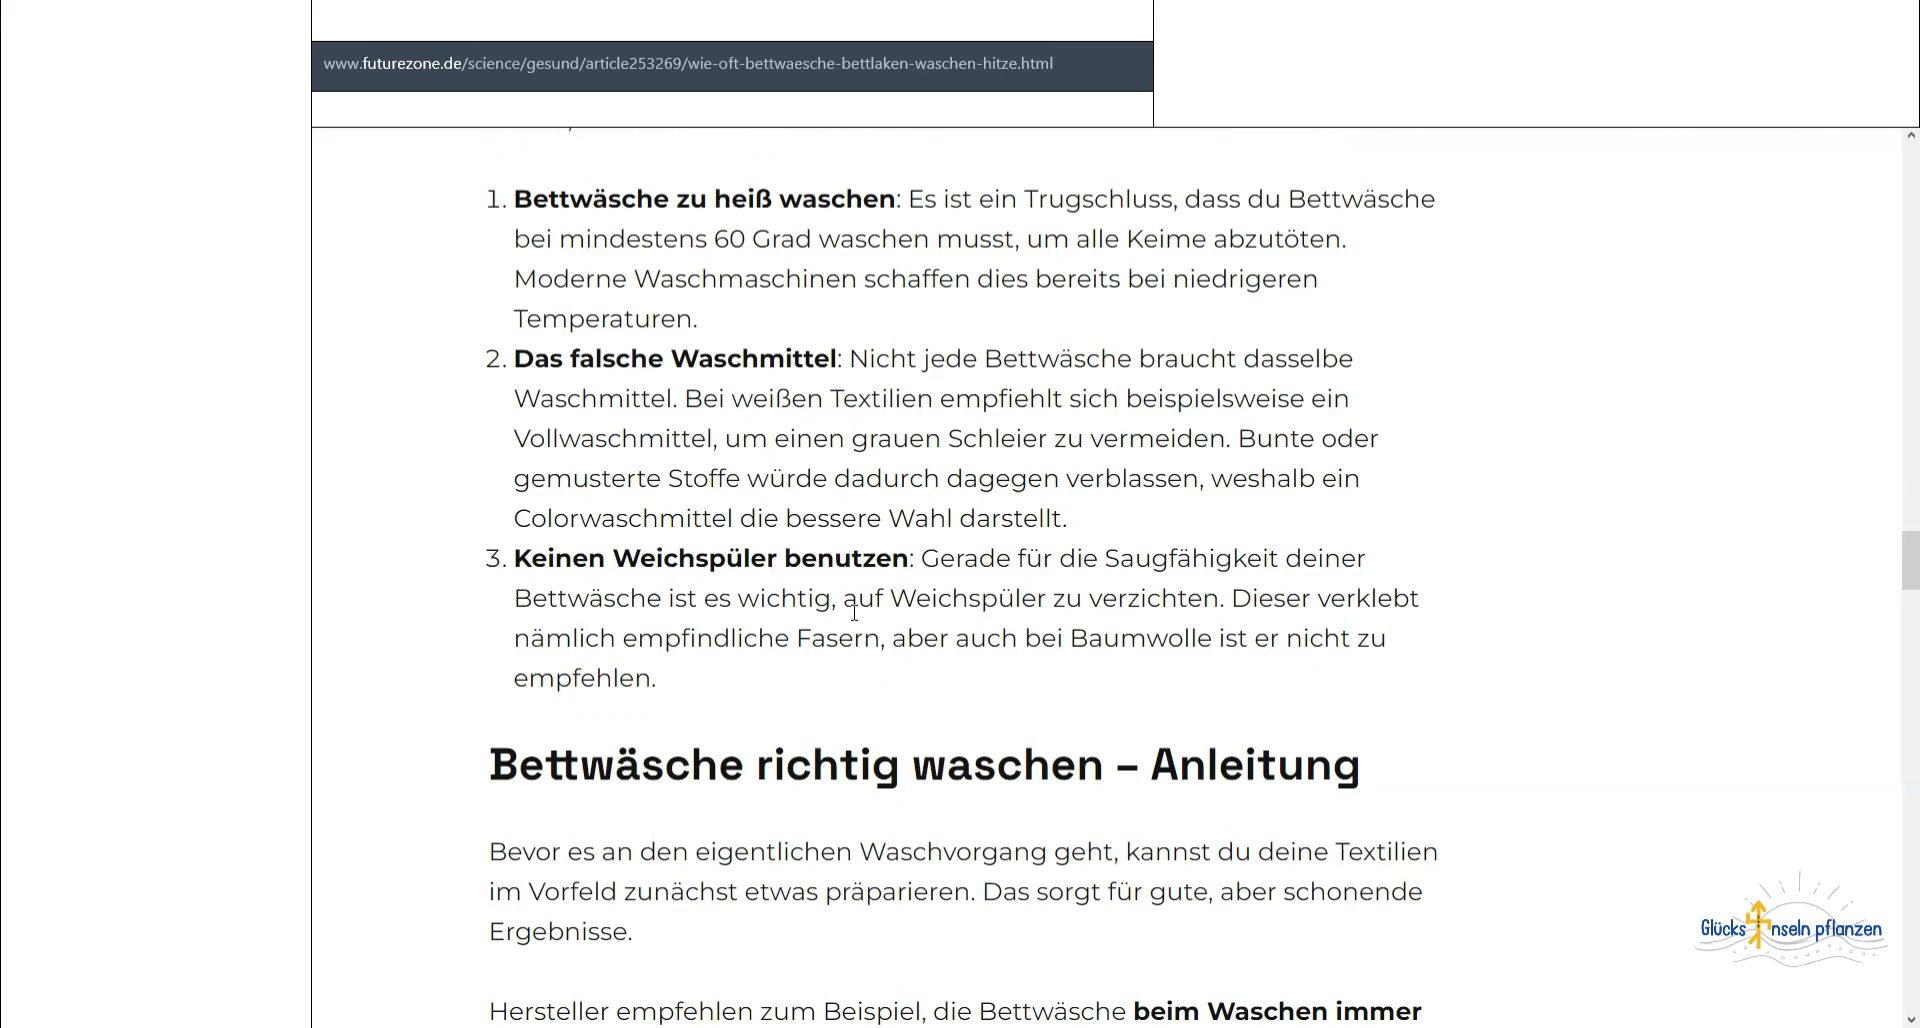 www.futurezone.de/science/gesund/article253269/wie-oft-bettwaesche-bettlaken-waschen-hitze.html
1. Bettwäsche zu heiß waschen: Es ist ein Trugschluss, dass du Bettwäsche
bei mindestens 60 Grad waschen musst, um alle Keime abzutöten.
Moderne Waschmaschinen schaffen dies bereits bei niedrigeren
Temperaturen.
2. Das falsche Waschmittel: Nicht jede Bettwäsche braucht dasselbe
Waschmittel. Bei weißen Textilien empfiehlt sich beispielsweise ein
Vollwaschmittel, um einen grauen Schleier zu vermeiden. Bunte oder
gemusterte Stoffe würde dadurch dagegen verblassen, weshalb ein
Colorwaschmittel die bessere Wahl darstellt.
3. Keinen Weichspüler benutzen: Gerade für die Saugfähigkeit deiner
Bettwäsche ist es wichtig, auf Weichspüler zu verzichten. Dieser verklebt
nämlich empfindliche Fasern, aber auch bei Baumwolle ist er nicht zu
empfehlen.
Bettwäsche richtig waschen – Anleitung
Bevor es an den eigentlichen Waschvorgang geht, kannst du deine Textilien
im Vorfeld zunächst etwas präparieren. Das sorgt für gute, aber schonende
Ergebnisse.
Glücks nseln pflanzen
Hersteller empfehlen zum Beispiel, die Bettwäsche beim Waschen immer